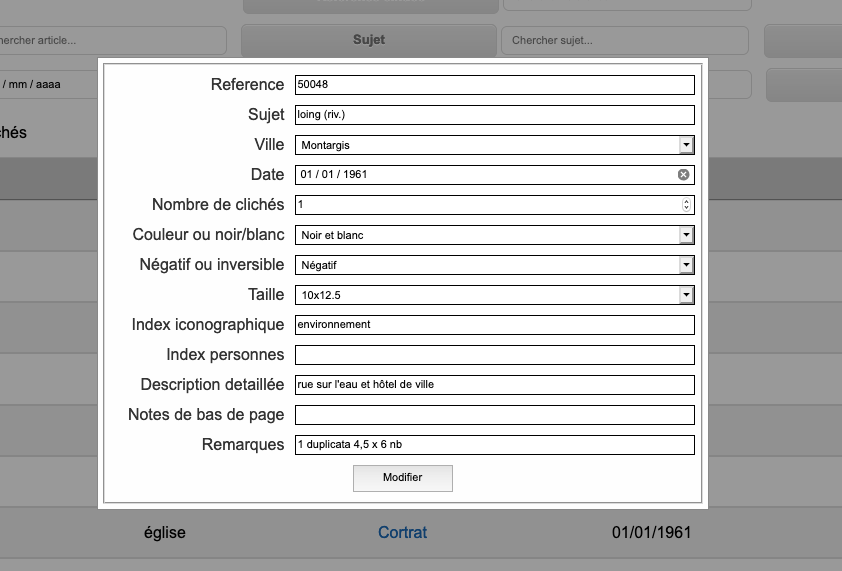 hercher article...
Sujet
Chercher sujet...
/ mm / aaaa
chés
Reference 50048
Sujet loing (riv.)
Ville Montargis
Date 01 / 01 / 1961
Nombre de clichés 1
Couleur ou noir/blanc Noir et blanc
Négatif ou inversible Négatif
Taille 10x12.5
Index iconographique environnement
Index personnes
Description detaillée rue sur l'eau et hôtel de ville
Notes de bas de page
Remarques 1 duplicata 4,5 x 6 nb
Modifier
église Cortrat 01/01/1961